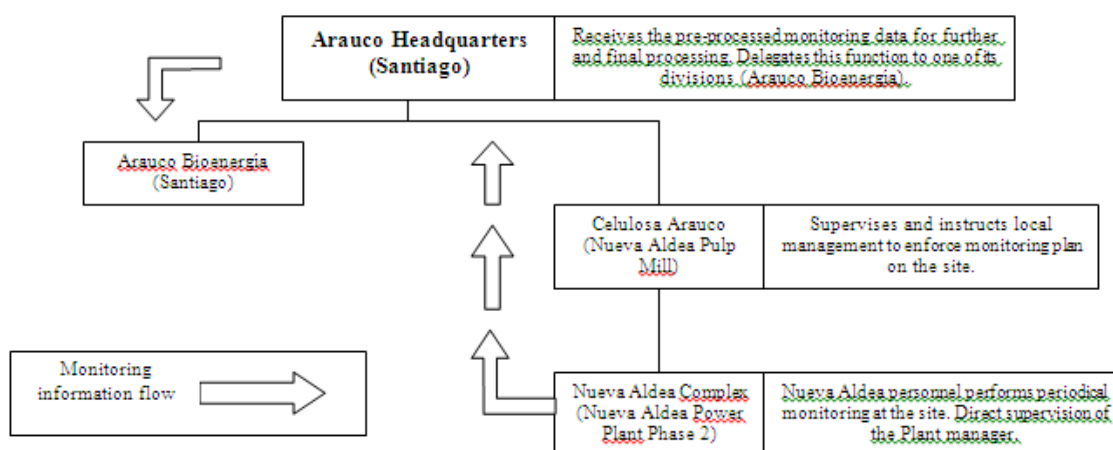 Arauco Headquarters
(Santiago)
Receives the pre-processed monitoring data for further
and final processing. Delegates this function to one of its
divisions (Arauco Bioenergía).
Arauco Bioenergía
(Santiago)
Celulosa Arauco
(Nueva Aldea Pulp
Mill)
Supervises and instructs local
management to enforce monitoring plan
on the site.
Monitoring
information flow
Nueva Aldea Complex
(Nueva Aldea Power
Plant Phase 2)
Nueva Aldea personnel performs periodical
monitoring at the site. Direct supervision of
the Plant manager.